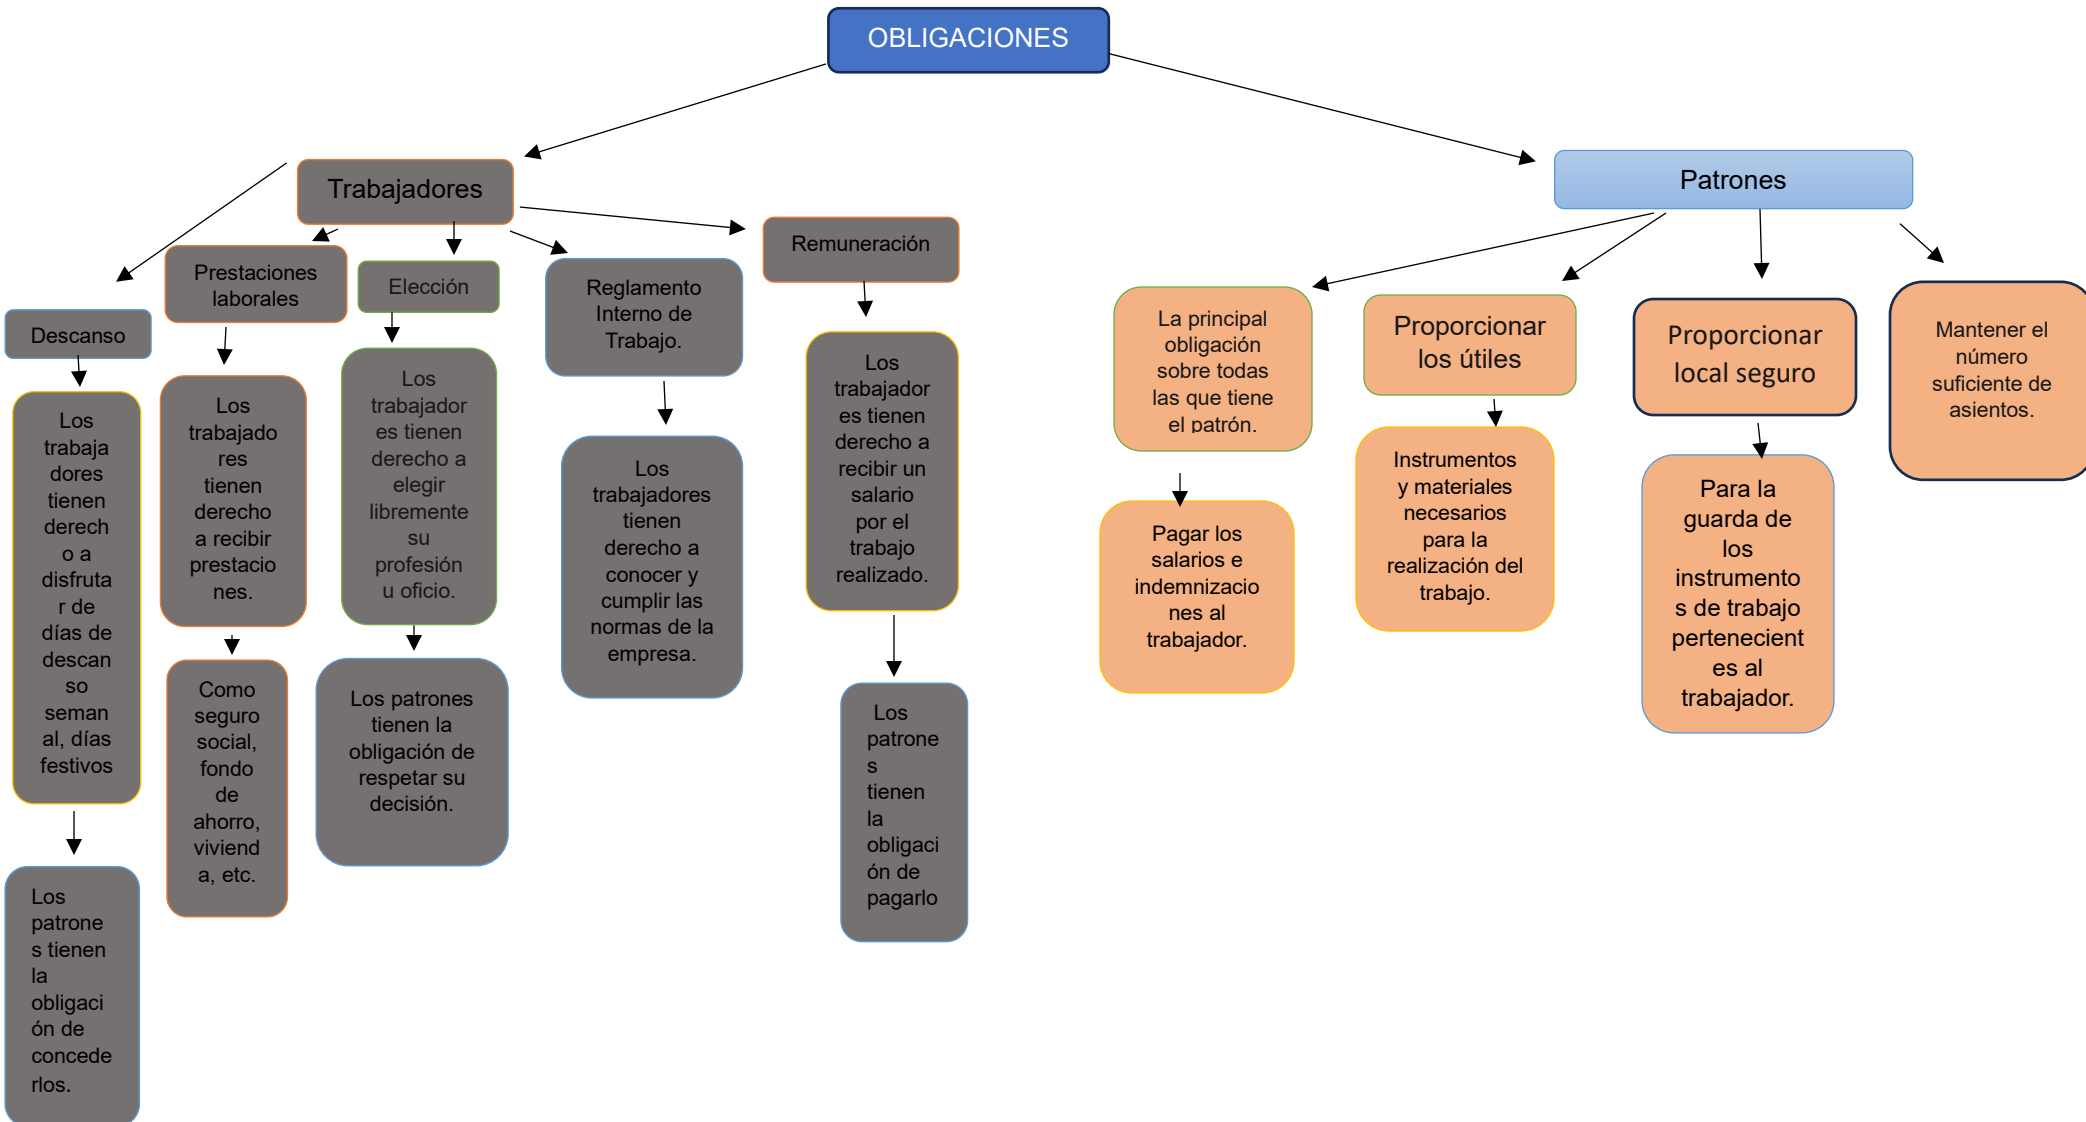 OBLIGACIONES
Trabajadores
Patrones
Descanso
Los
trabaja
dores
tienen
derech
o a
disfruta
r de
días de
descan
so
seman
al, días
festivos
Los
patrone
s tienen
la
obligaci
ón de
concede
rlos.
Prestaciones
laborales
Los
trabajado
res
tienen
derecho
a recibir
prestacio
nes.
Como
seguro
social,
fondo
de
ahorro,
viviend
a, etc.
Elección
Los
trabajador
es tienen
derecho a
elegir
libremente
su
profesión
u oficio.
Los patrones
tienen la
obligación de
respetar su
decisión.
Reglamento
Interno de
Trabajo.
Los
trabajadores
tienen
derecho a
conocer y
cumplir las
normas de la
empresa.
Remuneración
Los
trabajador
es tienen
derecho a
recibir un
salario
por el
trabajo
realizado.
Los
patrone
s
tienen
la
obligaci
ón de
pagarlo
La principal
obligación
sobre todas
las que tiene
el patrón.
Pagar los
salarios e
indemnizacio
nes al
trabajador.
Proporcionar
los útiles
Instrumentos
y materiales
necesarios
para la
realización del
trabajo.
Proporcionar
local seguro
Para la
guarda de
los
instrumento
s de trabajo
pertenecient
es al
trabajador.
Mantener el
número
suficiente de
asientos.